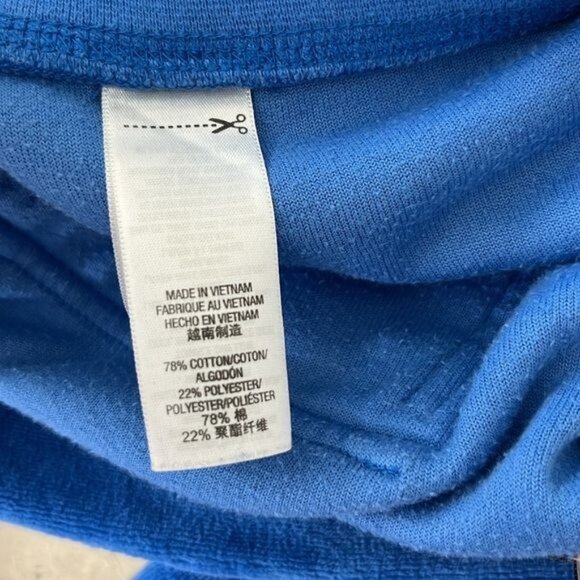 MADE IN VIETNAM
FABRIQUE AU VIETNAM
HECHO EN VIETNAM
越南制造
78% COTTON/COTON/
ALGODÓN
22% POLYESTER/
POLYESTER/POLIÉSTER
78% 棉
22% 聚酯纤维